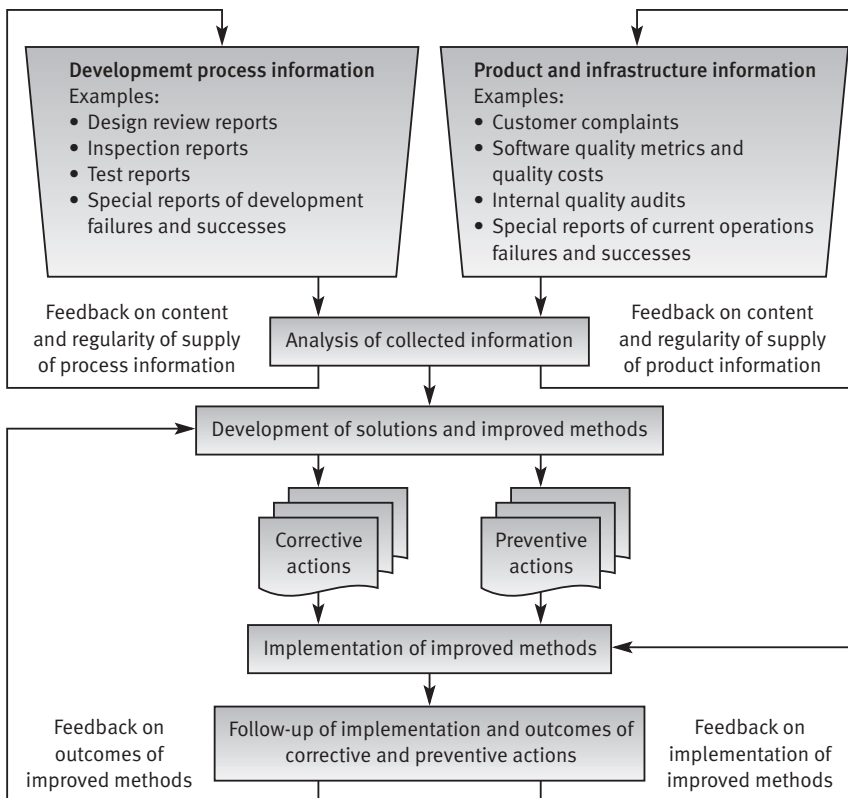 Developmemt process information
Examples:
• Design review reports
• Inspection reports
• Test reports
• Special reports of development
failures and successes
Product and infrastructure information
Examples:
• Customer complaints
• Software quality metrics and
quality costs
• Internal quality audits
• Special reports of current operations
failures and successes
Feedback on content
and regularity of supply
of process information
Analysis of collected information
Feedback on content
and regularity of supply
of product information
Development of solutions and improved methods
Corrective
actions
Preventive
actions
Implementation of improved methods
Feedback on
outcomes of
improved methods
Follow-up of implementation and outcomes of
corrective and preventive actions
Feedback on
implementation of
improved methods